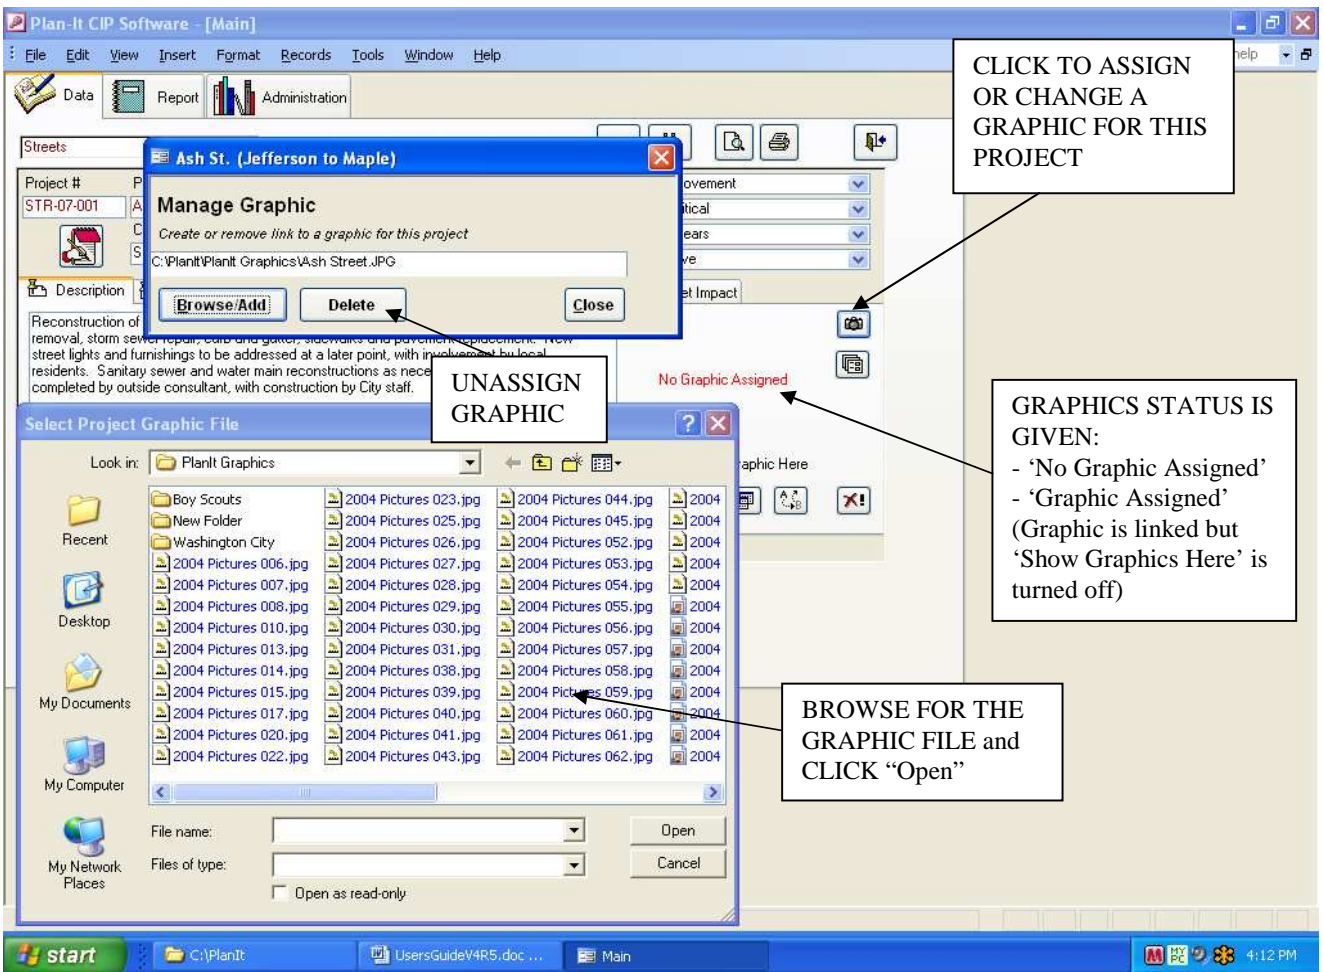 Plan-It CIP Software - [Main]
File Edit View Insert Format Records Tools Window Help
help
Data Report Administration
CLICK TO ASSIGN
OR CHANGE A
GRAPHIC FOR THIS
PROJECT
Streets
Project #
STR-07-001
Ash St. (Jefferson to Maple)
Manage Graphic
Create or remove link to a graphic for this project
C:\PlanIt\PlanIt Graphics\Ash Street.JPG
Browse/Add Delete Close
Description
Reconstruction of
removal, storm sewer repair, curb and gutter, sidewalks and pavement replacement. New
street lights and furnishings to be addressed at a later point, with involvement by local
residents. Sanitary sewer and water main reconstructions as
completed by outside consultant, with construction by City staff.
UNASSIGN
GRAPHIC
No Graphic Assigned
GRAPHICS STATUS IS
GIVEN:
- ‘No Graphic Assigned’
- ‘Graphic Assigned’
(Graphic is linked but
‘Show Graphics Here’ is
turned off)
Select Project Graphic File
Look in: PlanIt Graphics
Here
Recent
Desktop
My Documents
My Computer
My Network
Places
Boy Scouts 2004 Pictures 023.jpg 2004 Pictures 044.jpg 2004
New Folder 2004 Pictures 025.jpg 2004 Pictures 045.jpg 2004
Washington City 2004 Pictures 026.jpg 2004 Pictures 052.jpg 2004
2004 Pictures 006.jpg 2004 Pictures 027.jpg 2004 Pictures 053.jpg 2004
2004 Pictures 007.jpg 2004 Pictures 028.jpg 2004 Pictures 054.jpg 2004
2004 Pictures 008.jpg 2004 Pictures 029.jpg 2004 Pictures 055.jpg 2004
2004 Pictures 010.jpg 2004 Pictures 030.jpg 2004 Pictures 056.jpg 2004
2004 Pictures 013.jpg 2004 Pictures 031.jpg 2004 Pictures 057.jpg 2004
2004 Pictures 014.jpg 2004 Pictures 038.jpg 2004 Pictures 058.jpg 2004
2004 Pictures 015.jpg 2004 Pictures 039.jpg 2004 Pictures 059.jpg 2004
2004 Pictures 017.jpg 2004 Pictures 040.jpg 2004 Pictures 060.jpg 2004
2004 Pictures 020.jpg 2004 Pictures 041.jpg 2004 Pictures 061.jpg 2004
2004 Pictures 022.jpg 2004 Pictures 043.jpg 2004 Pictures 062.jpg 2004
BROWSE FOR THE
GRAPHIC FILE and
CLICK “Open”
File name: Open
Files of type: Cancel
Open as read-only
start C:\PlanIt UsersGuideV4R5.doc ... Main 4:12 PM